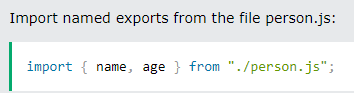 Import named exports from the file person.js:
import { name, age } from "./person.js";